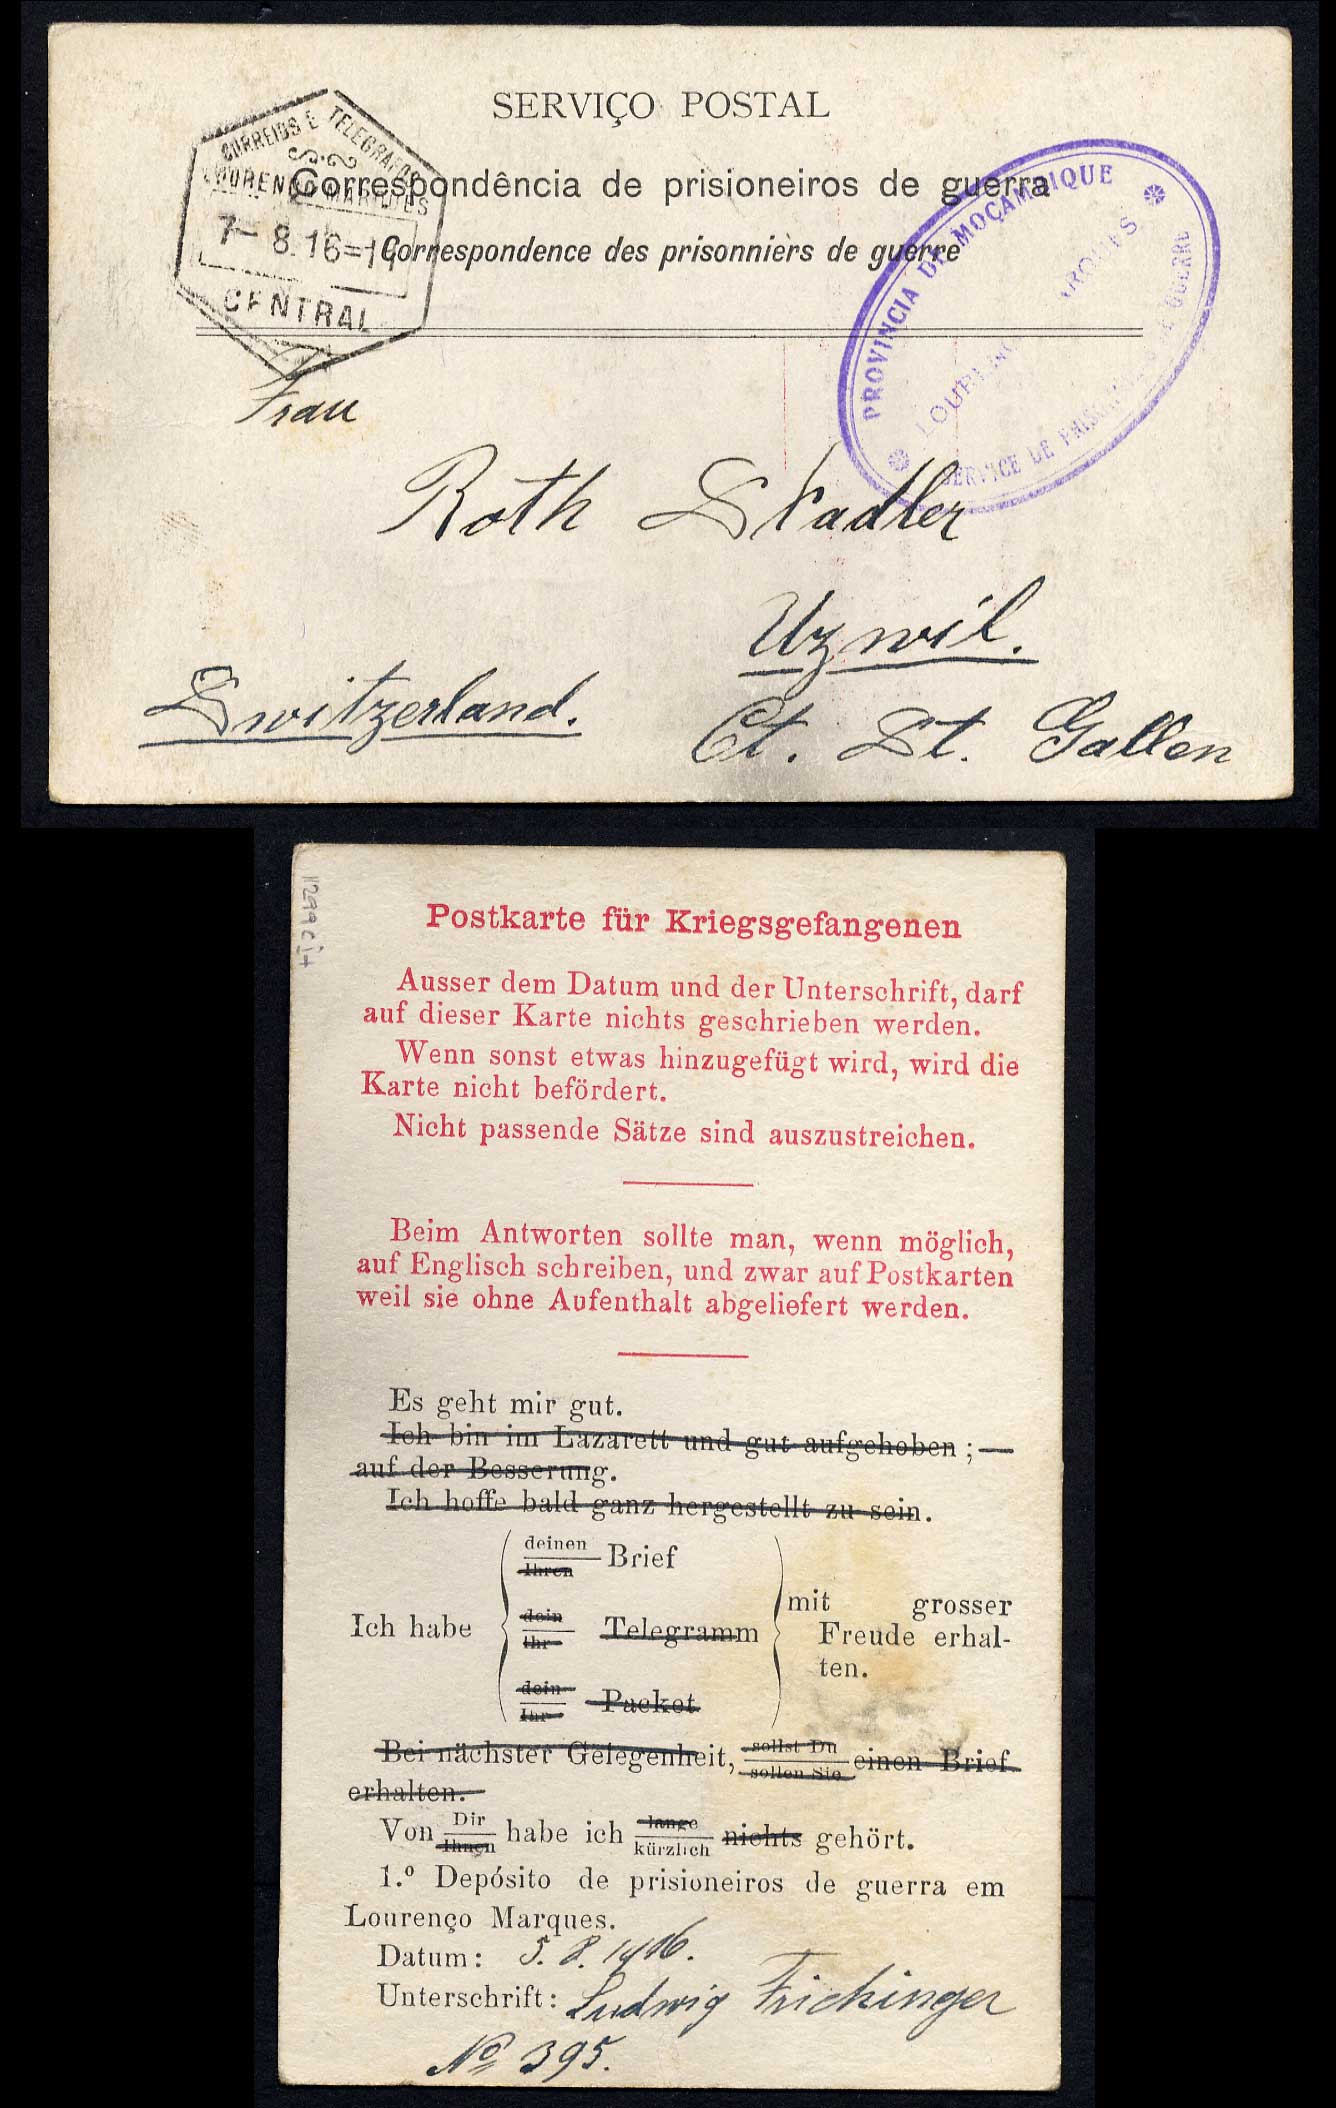 SERVIÇO POSTAL
Correspondência de prisioneiros de guerra
Correspondence des prisonnièrs de guerre
CORREIOS E TELEGRAFOS
LOURENÇO MARQUES
7-8.16=11
CENTRAL
PROVINCIA DE MOÇAMBIQUE
LOURENÇO MARQUES
SERVICE DE PRISONNIERS DE GUERRE
Frau
Roth Stadler
Uzwil.
Switzerland.
Ct. St. Gallen
Postkarte für Kriegsgefangenen
Ausser dem Datum und der Unterschrift, darf
auf dieser Karte nichts geschrieben werden.
Wenn sonst etwas hinzugefügt wird, wird die
Karte nicht befördert.
Nicht passende Sätze sind auszustreichen.
Beim Antworten sollte man, wenn möglich,
auf Englisch schreiben, und zwar auf Postkarten
weil sie ohne Aufenthalt abgeliefert werden.
Es geht mir gut.
Ich bin im Lazarett und gut aufgehoben ; —
auf der Besserung.
Ich hoffe bald ganz hergestellt zu sein.
deinen
Ihren
Brief
Ich habe
dein
Ihr
Telegramm
dein
Ihr
Packet
mit grosser
Freude erhal-
ten.
Bei nächster Gelegenheit, sollst Du
sollen Sie
einen Brief
erhalten.
Von Dir
Ihnen
habe ich lange
kürzlich
nichts gehört.
1.º Depósito de prisioneiros de guerra em
Lourenço Marques.
Datum: 5. 8. 1916.
Unterschrift: Ludwig Frickinger
No 395.